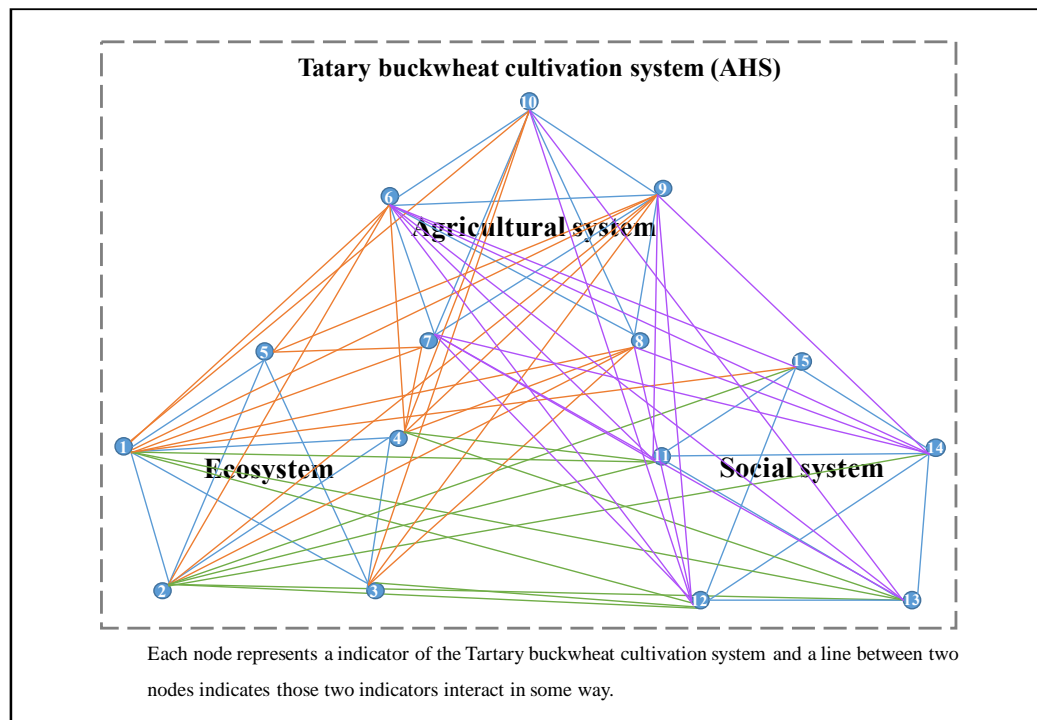 Tatary buckwheat cultivation system (AHS)
10
6
9
Agricultural system
7
8
5
15
4
1
11
14
Ecosystem
Social system
2
3
12
13
Each node represents a indicator of the Tartary buckwheat cultivation system and a line between two
nodes indicates those two indicators interact in some way.